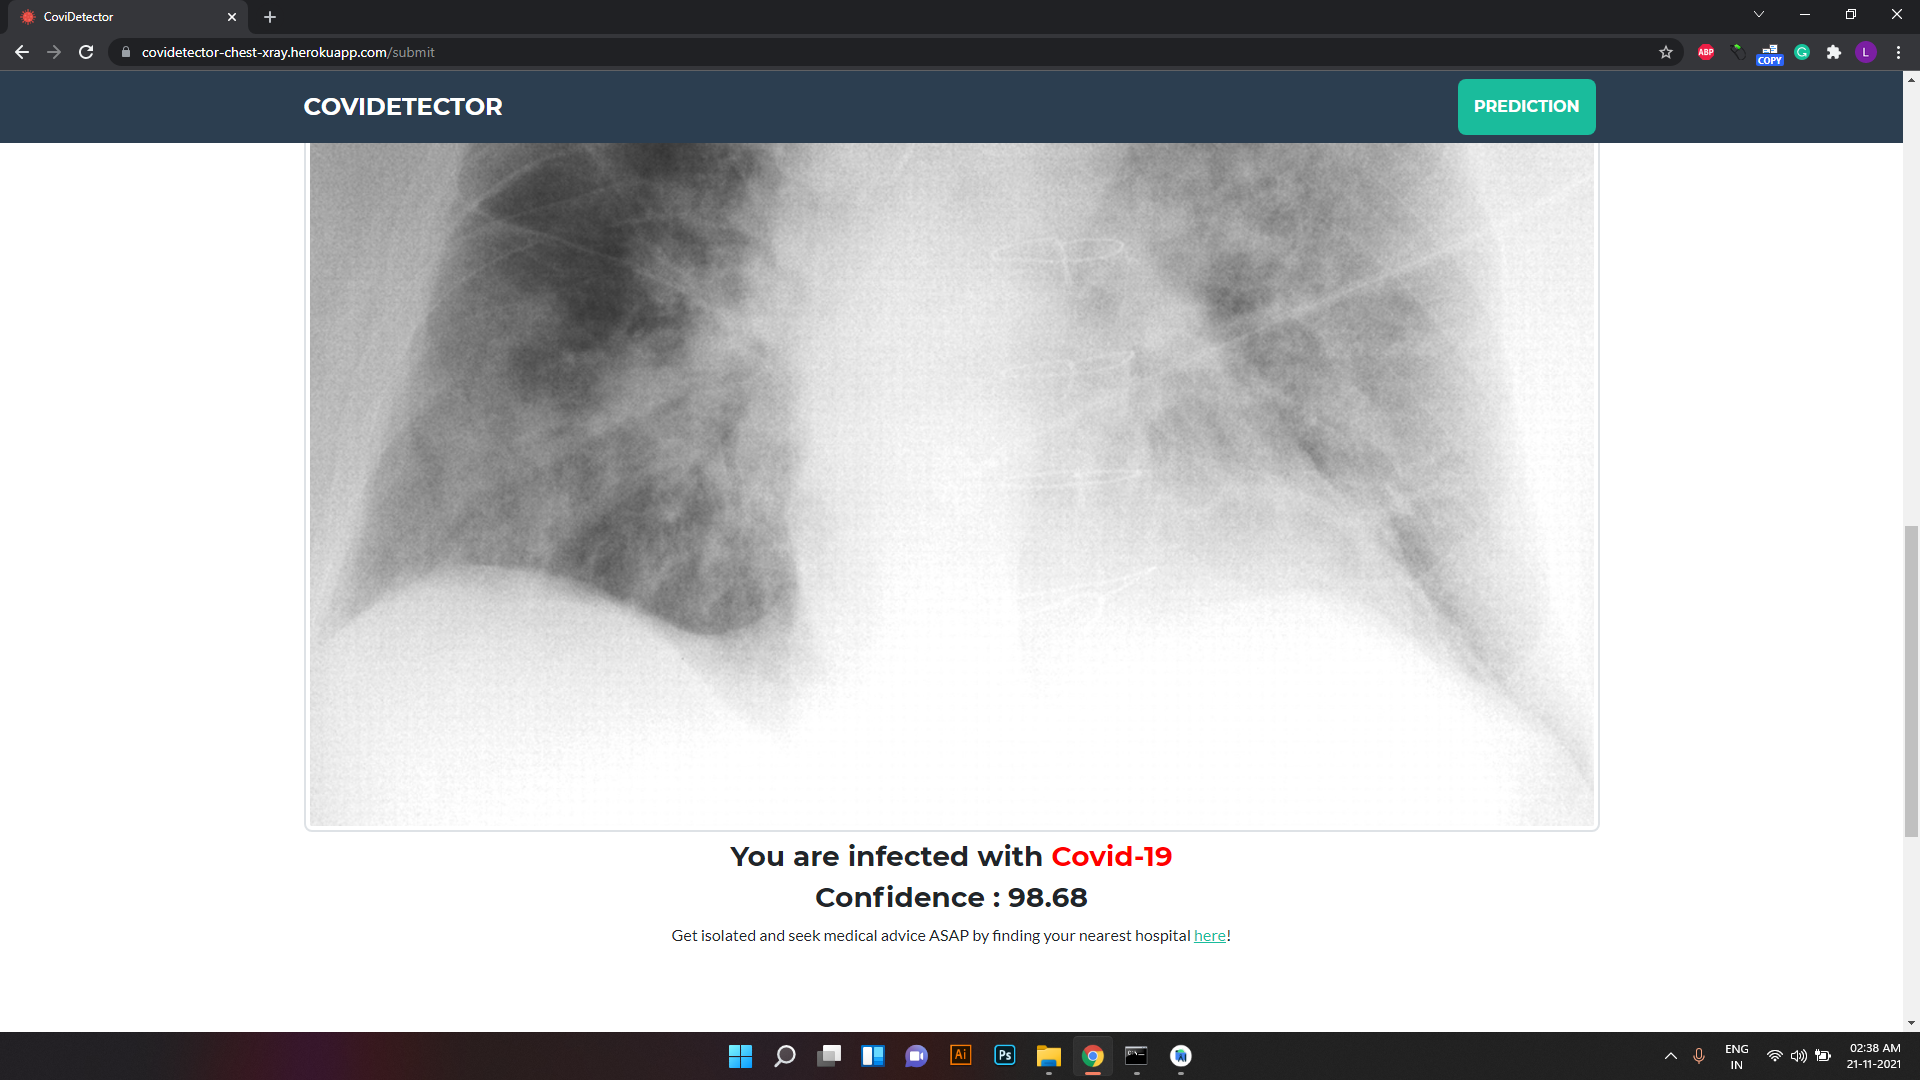 CoviDetector
covidetector-chest-xray.herokuapp.com/submit
ABP
COPY
L
COVIDETECTOR
PREDICTION
You are infected with Covid-19
Confidence : 98.68
Get isolated and seek medical advice ASAP by finding your nearest hospital here!
Ai
Ps
ENG
IN
02:38 AM
21-11-2021